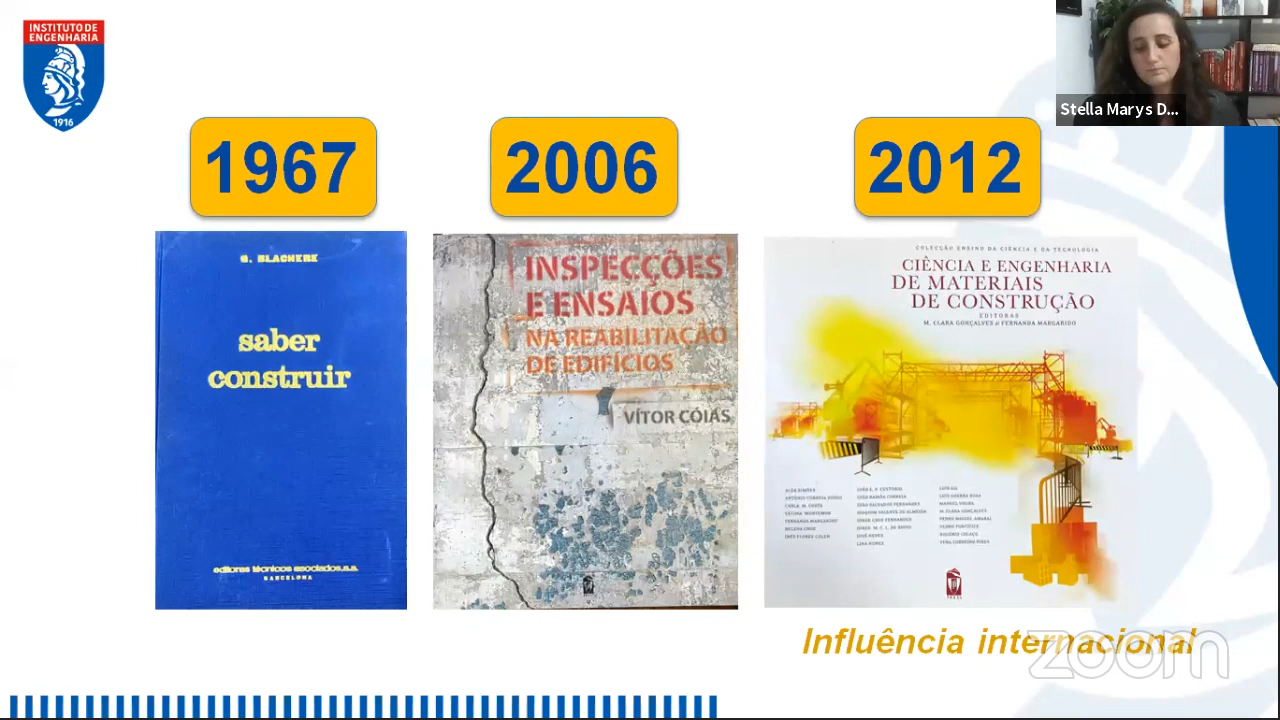 INSTITUTO DE
ENGENHARIA
1916
Stella Marys D...
1967
2006
2012
G. BLACHERE
saber
construir
editores técnicos asociados.s.a.
BARCELONA
INSPECÇÕES
E ENSAIOS
NA REABILITAÇÃO
DE EDIFÍCIOS
VÍTOR CÓIAS
COLECÇÃO ENSINO DA CIÊNCIA E DA TECNOLOGIA
CIÊNCIA E ENGENHARIA
DE MATERIAIS
DE CONSTRUÇÃO
EDITORAS
M. CLARA GONÇALVES & FERNANDA MARGARIDO
Influência internacional
zoom